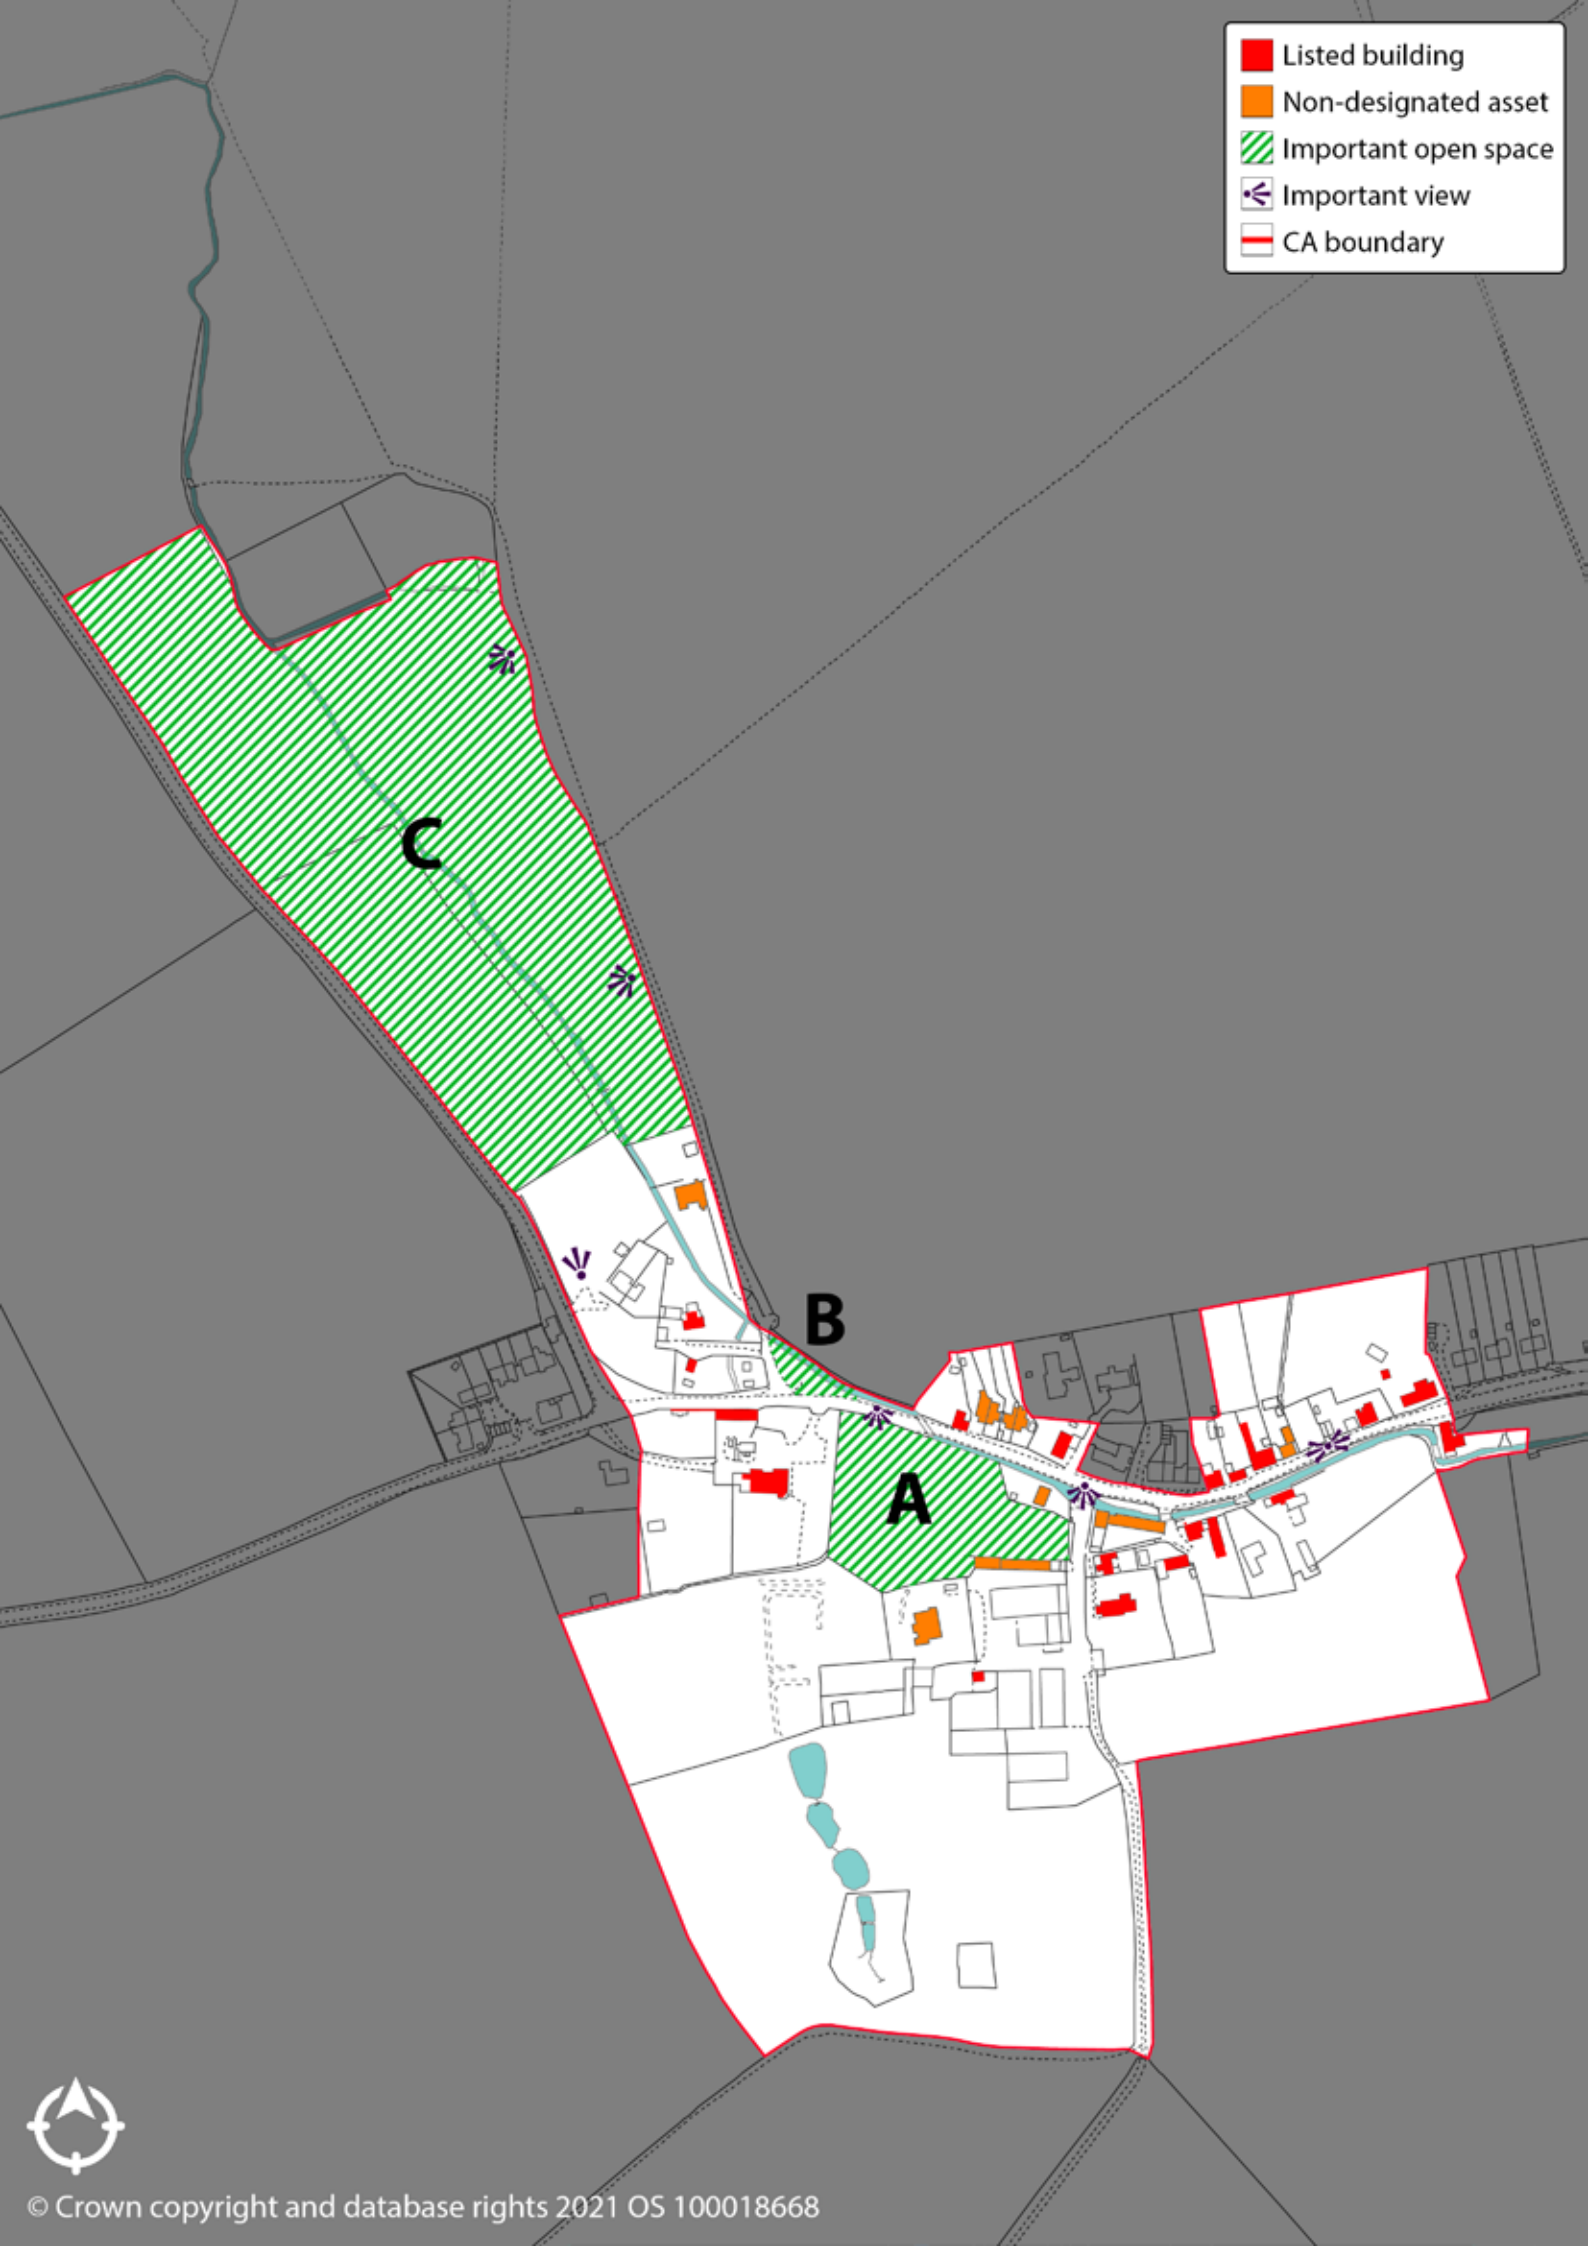 Listed building
Non-designated asset
Important open space
Important view
CA boundary
C
B
A
© Crown copyright and database rights 2021 OS 100018668